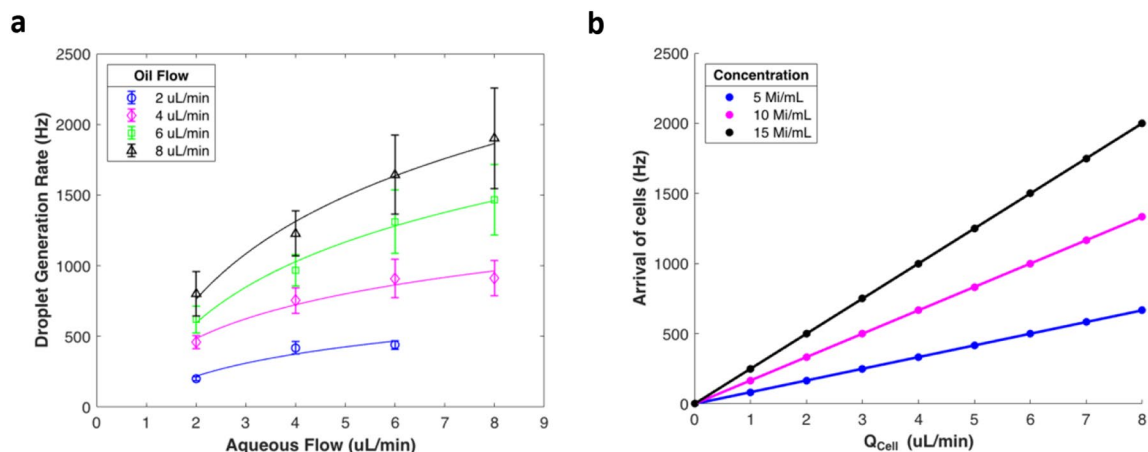 a
2500
2000
1500
1000
500
0
Droplet Generation Rate (Hz)
Oil Flow
2 uL/min
4 uL/min
6 uL/min
8 uL/min
0 1 2 3 4 5 6 7 8 9
Aqueous Flow (uL/min)
b
2500
2000
1500
1000
500
0
Arrival of cells (Hz)
Concentration
5 Mi/mL
10 Mi/mL
15 Mi/mL
0 1 2 3 4 5 6 7 8
QCell (uL/min)